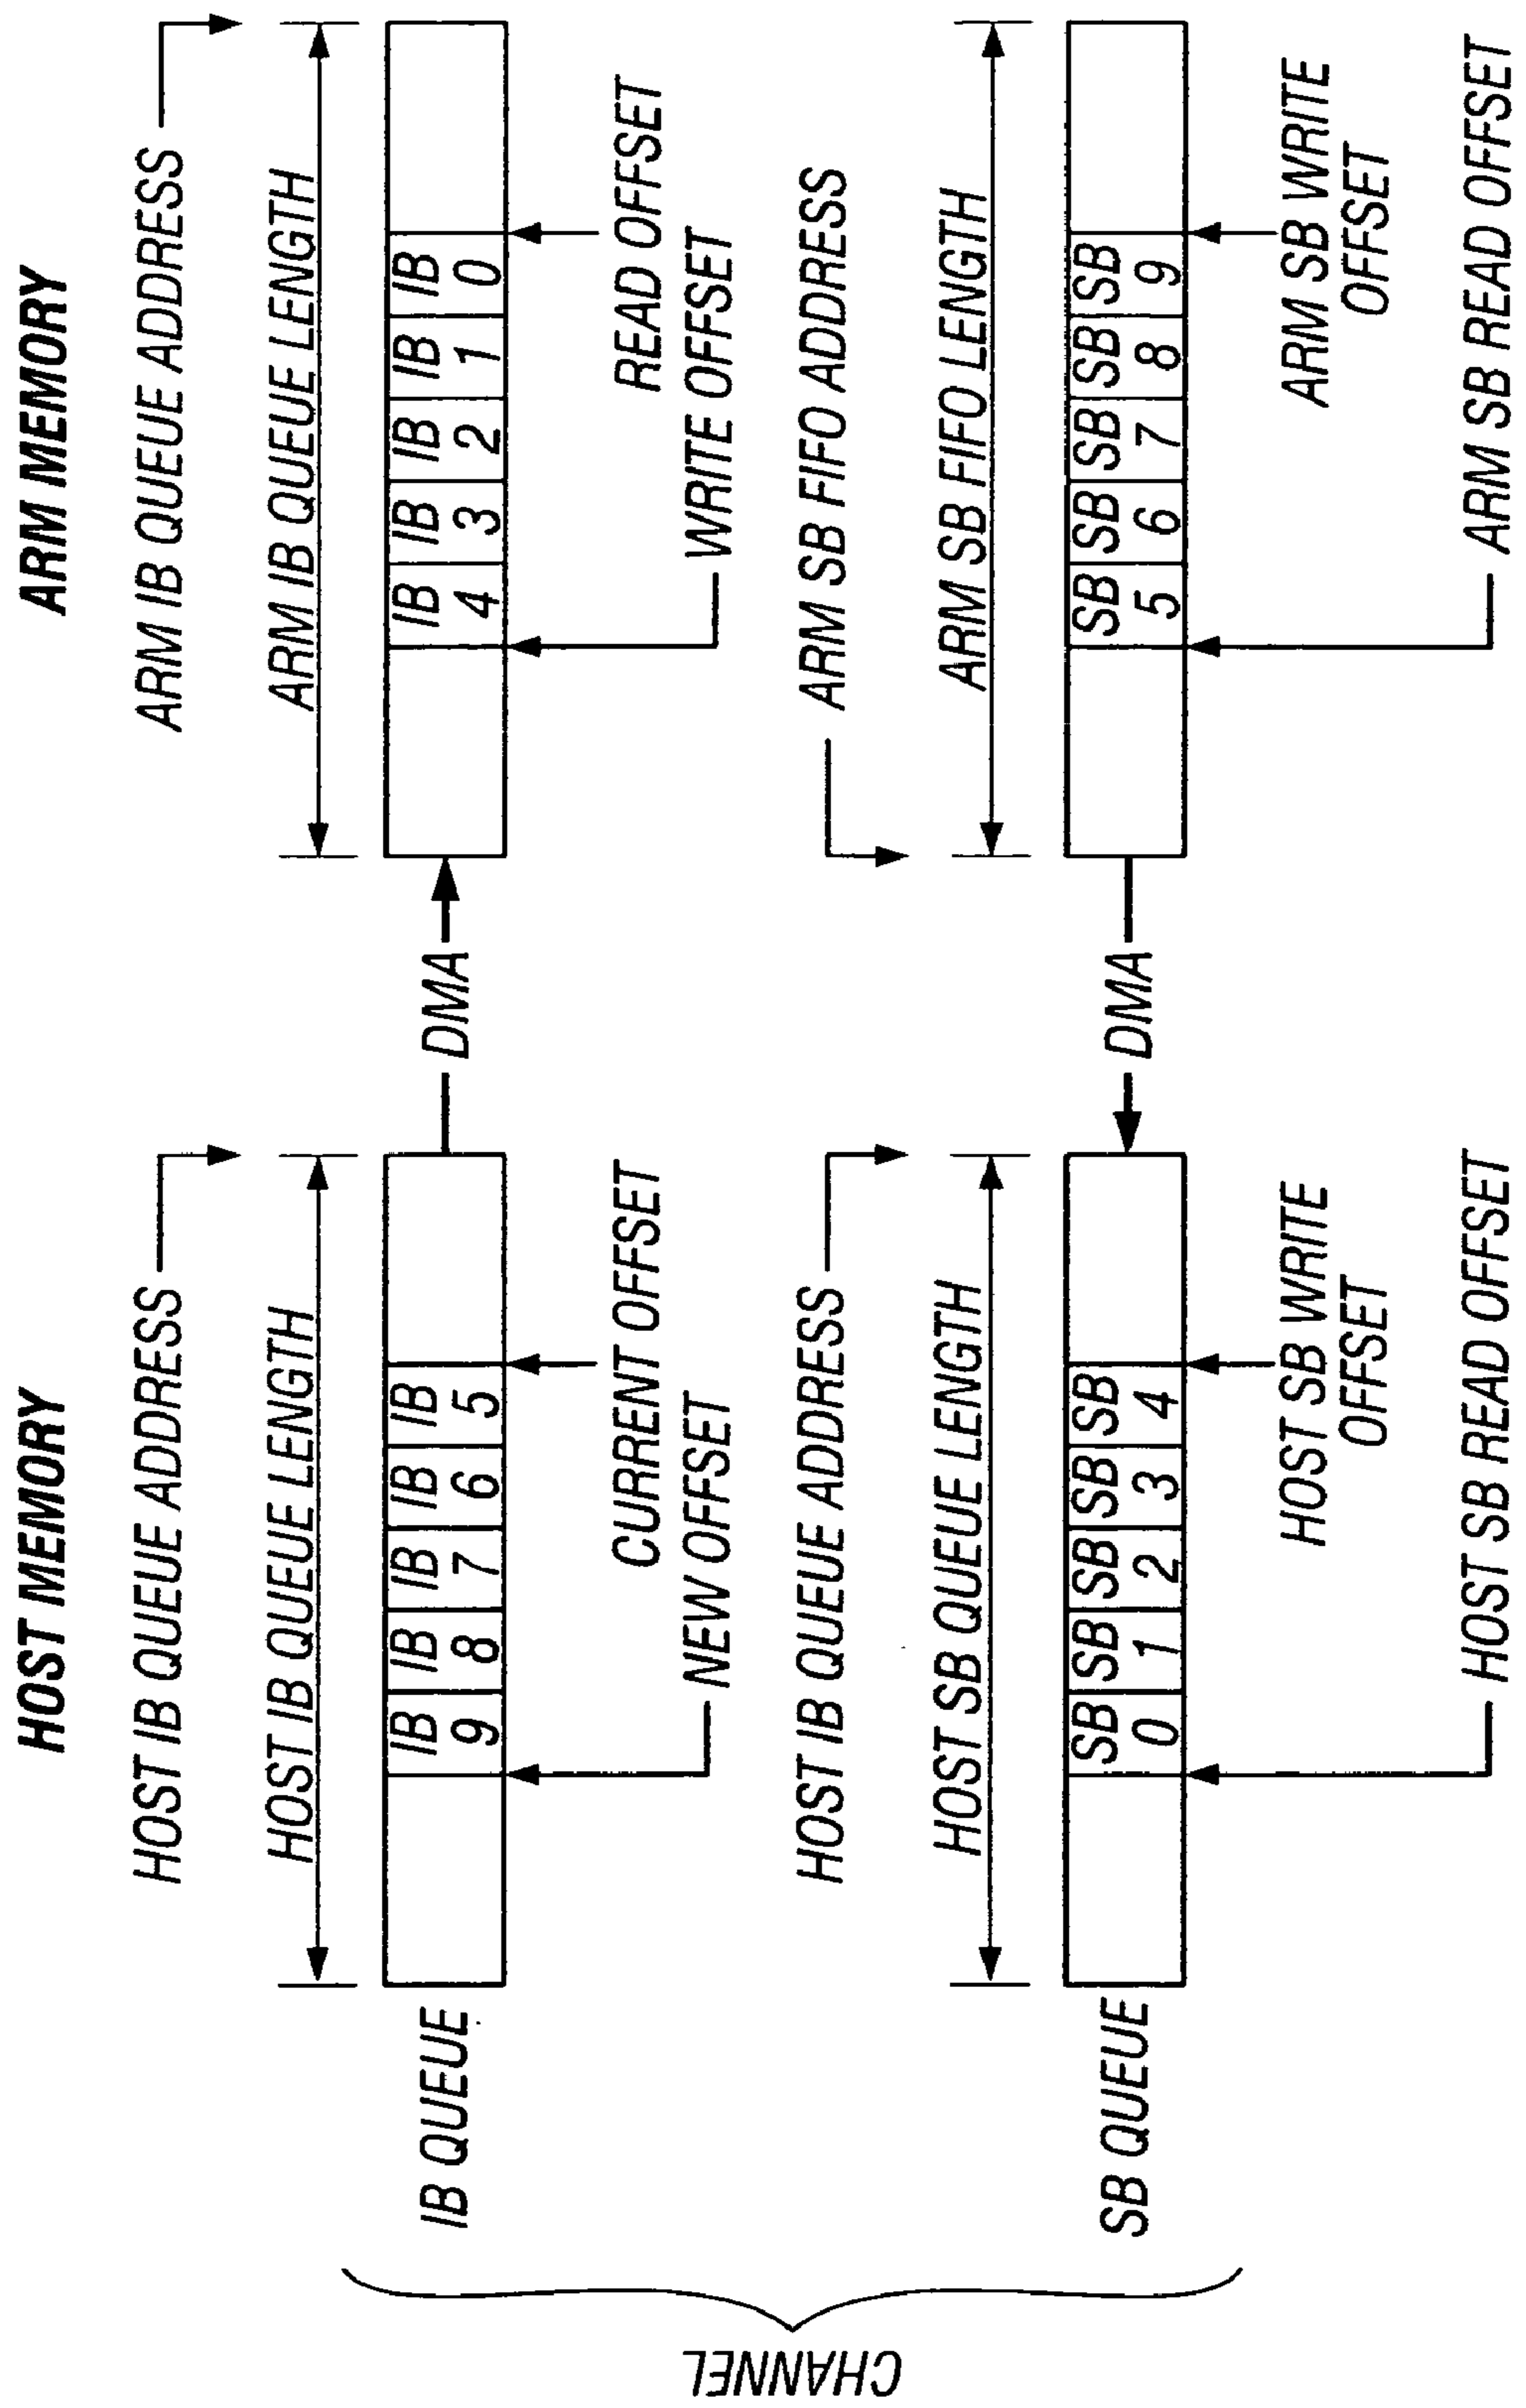 HOST MEMORY
ARM MEMORY
HOST IB QUEUE ADDRESS
ARM IB QUEUE ADDRESS
HOST IB QUEUE LENGTH
ARM IB QUEUE LENGTH
IB QUEUE
IB 9
IB 8
IB 7
IB 6
IB 5
DMA
IB 4
IB 3
IB 2
IB 1
IB 0
CURRENT OFFSET
READ OFFSET
NEW OFFSET
WRITE OFFSET
CHANNEL
HOST IB QUEUE ADDRESS
ARM SB FIFO ADDRESS
HOST SB QUEUE LENGTH
ARM SB FIFO LENGTH
SB QUEUE
SB 0
SB 1
SB 2
SB 3
SB 4
DMA
SB 5
SB 6
SB 7
SB 8
SB 9
HOST SB WRITE
OFFSET
ARM SB WRITE
OFFSET
HOST SB READ OFFSET
ARM SB READ OFFSET